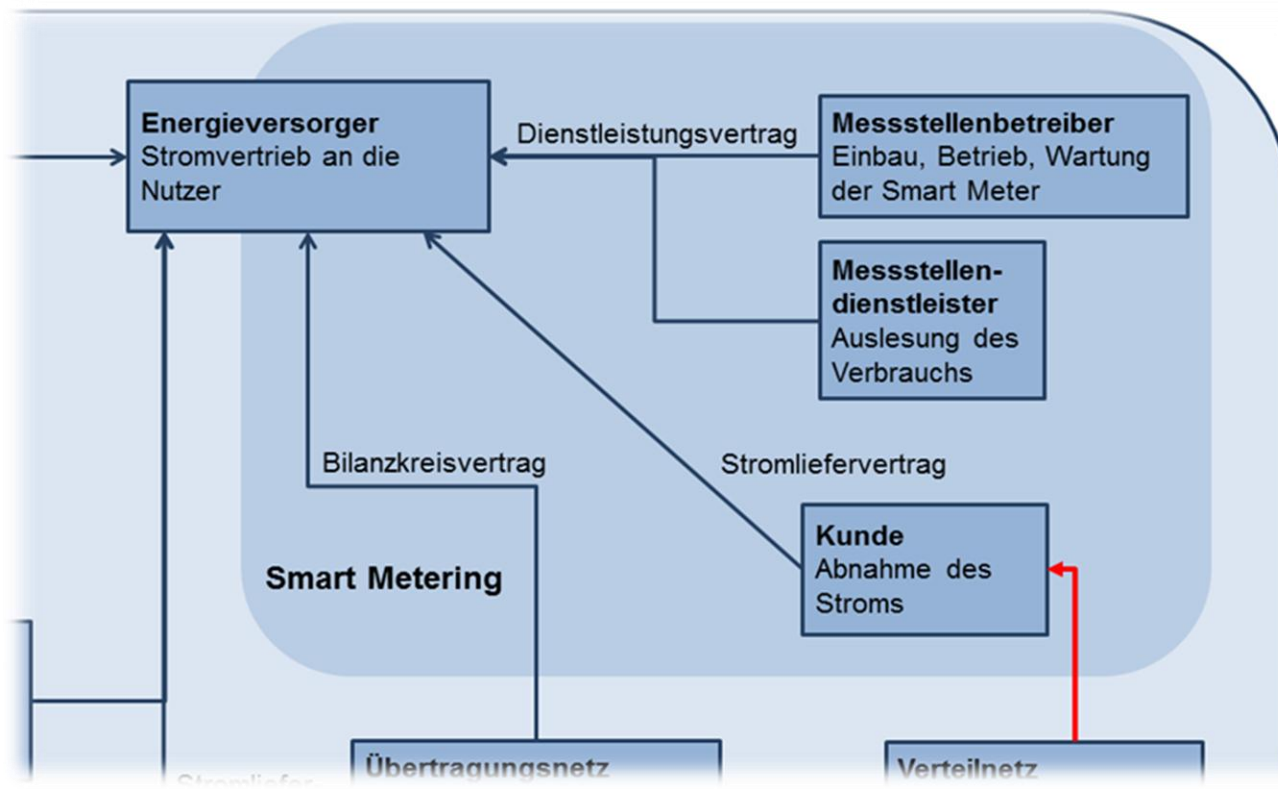 Energieversorger
Stromvertrieb an die
Nutzer
Dienstleistungsvertrag
Messstellenbetreiber
Einbau, Betrieb, Wartung
der Smart Meter
Messstellen-
dienstleister
Auslesung des
Verbrauchs
Bilanzkreisvertrag
Stromliefervertrag
Kunde
Abnahme des
Stroms
Smart Metering
Übertragungsnetz
Verteilnetz
Stromliefer-